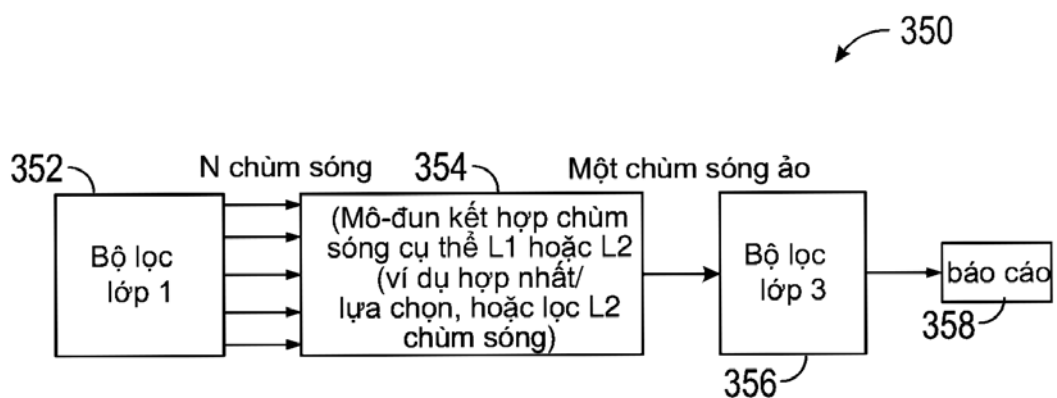 350
352
N chùm sóng
354
Một chùm sóng ảo
Bộ lọc
lớp 1
(Mô-đun kết hợp chùm
sóng cụ thể L1 hoặc L2
(ví dụ hợp nhất/
lựa chọn, hoặc lọc L2
chùm sóng)
Bộ lọc
lớp 3
báo cáo
358
356